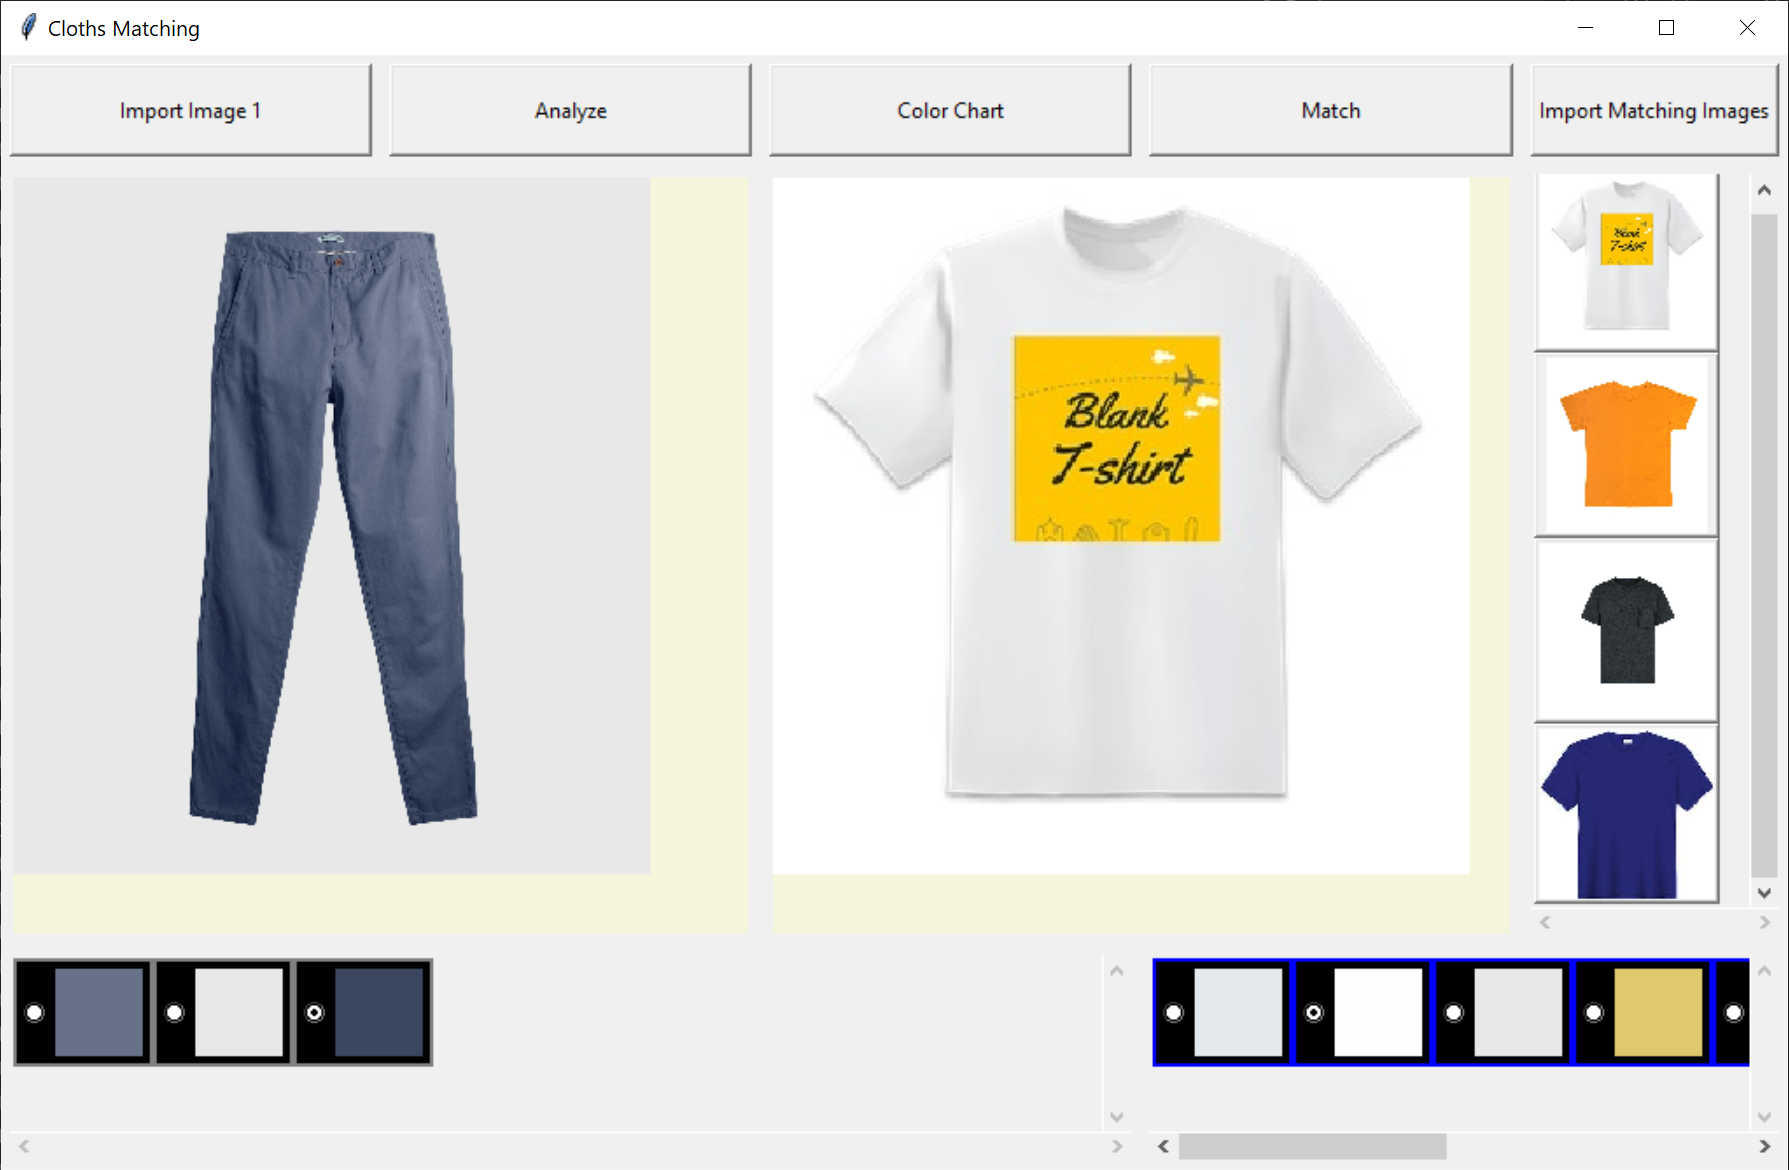 Cloths Matching
Import Image 1
Analyze
Color Chart
Match
Import Matching Images
Blank
T-shirt
Blank
T-shirt